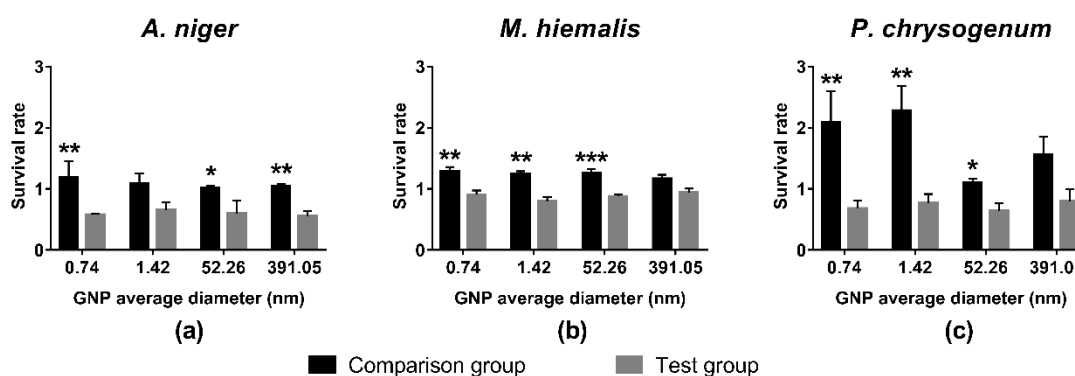 A. niger
M. hiemalis
P. chrysogenum
3
2
1
0
Survival rate
**
*
**
0.74 1.42 52.26 391.05
GNP average diameter (nm)
(a)
3
2
1
0
Survival rate
**
**
***
0.74 1.42 52.26 391.05
GNP average diameter (nm)
(b)
3
2
1
0
Survival rate
**
**
*
0.74 1.42 52.26 391.0
GNP average diameter (nm)
(c)
Comparison group
Test group